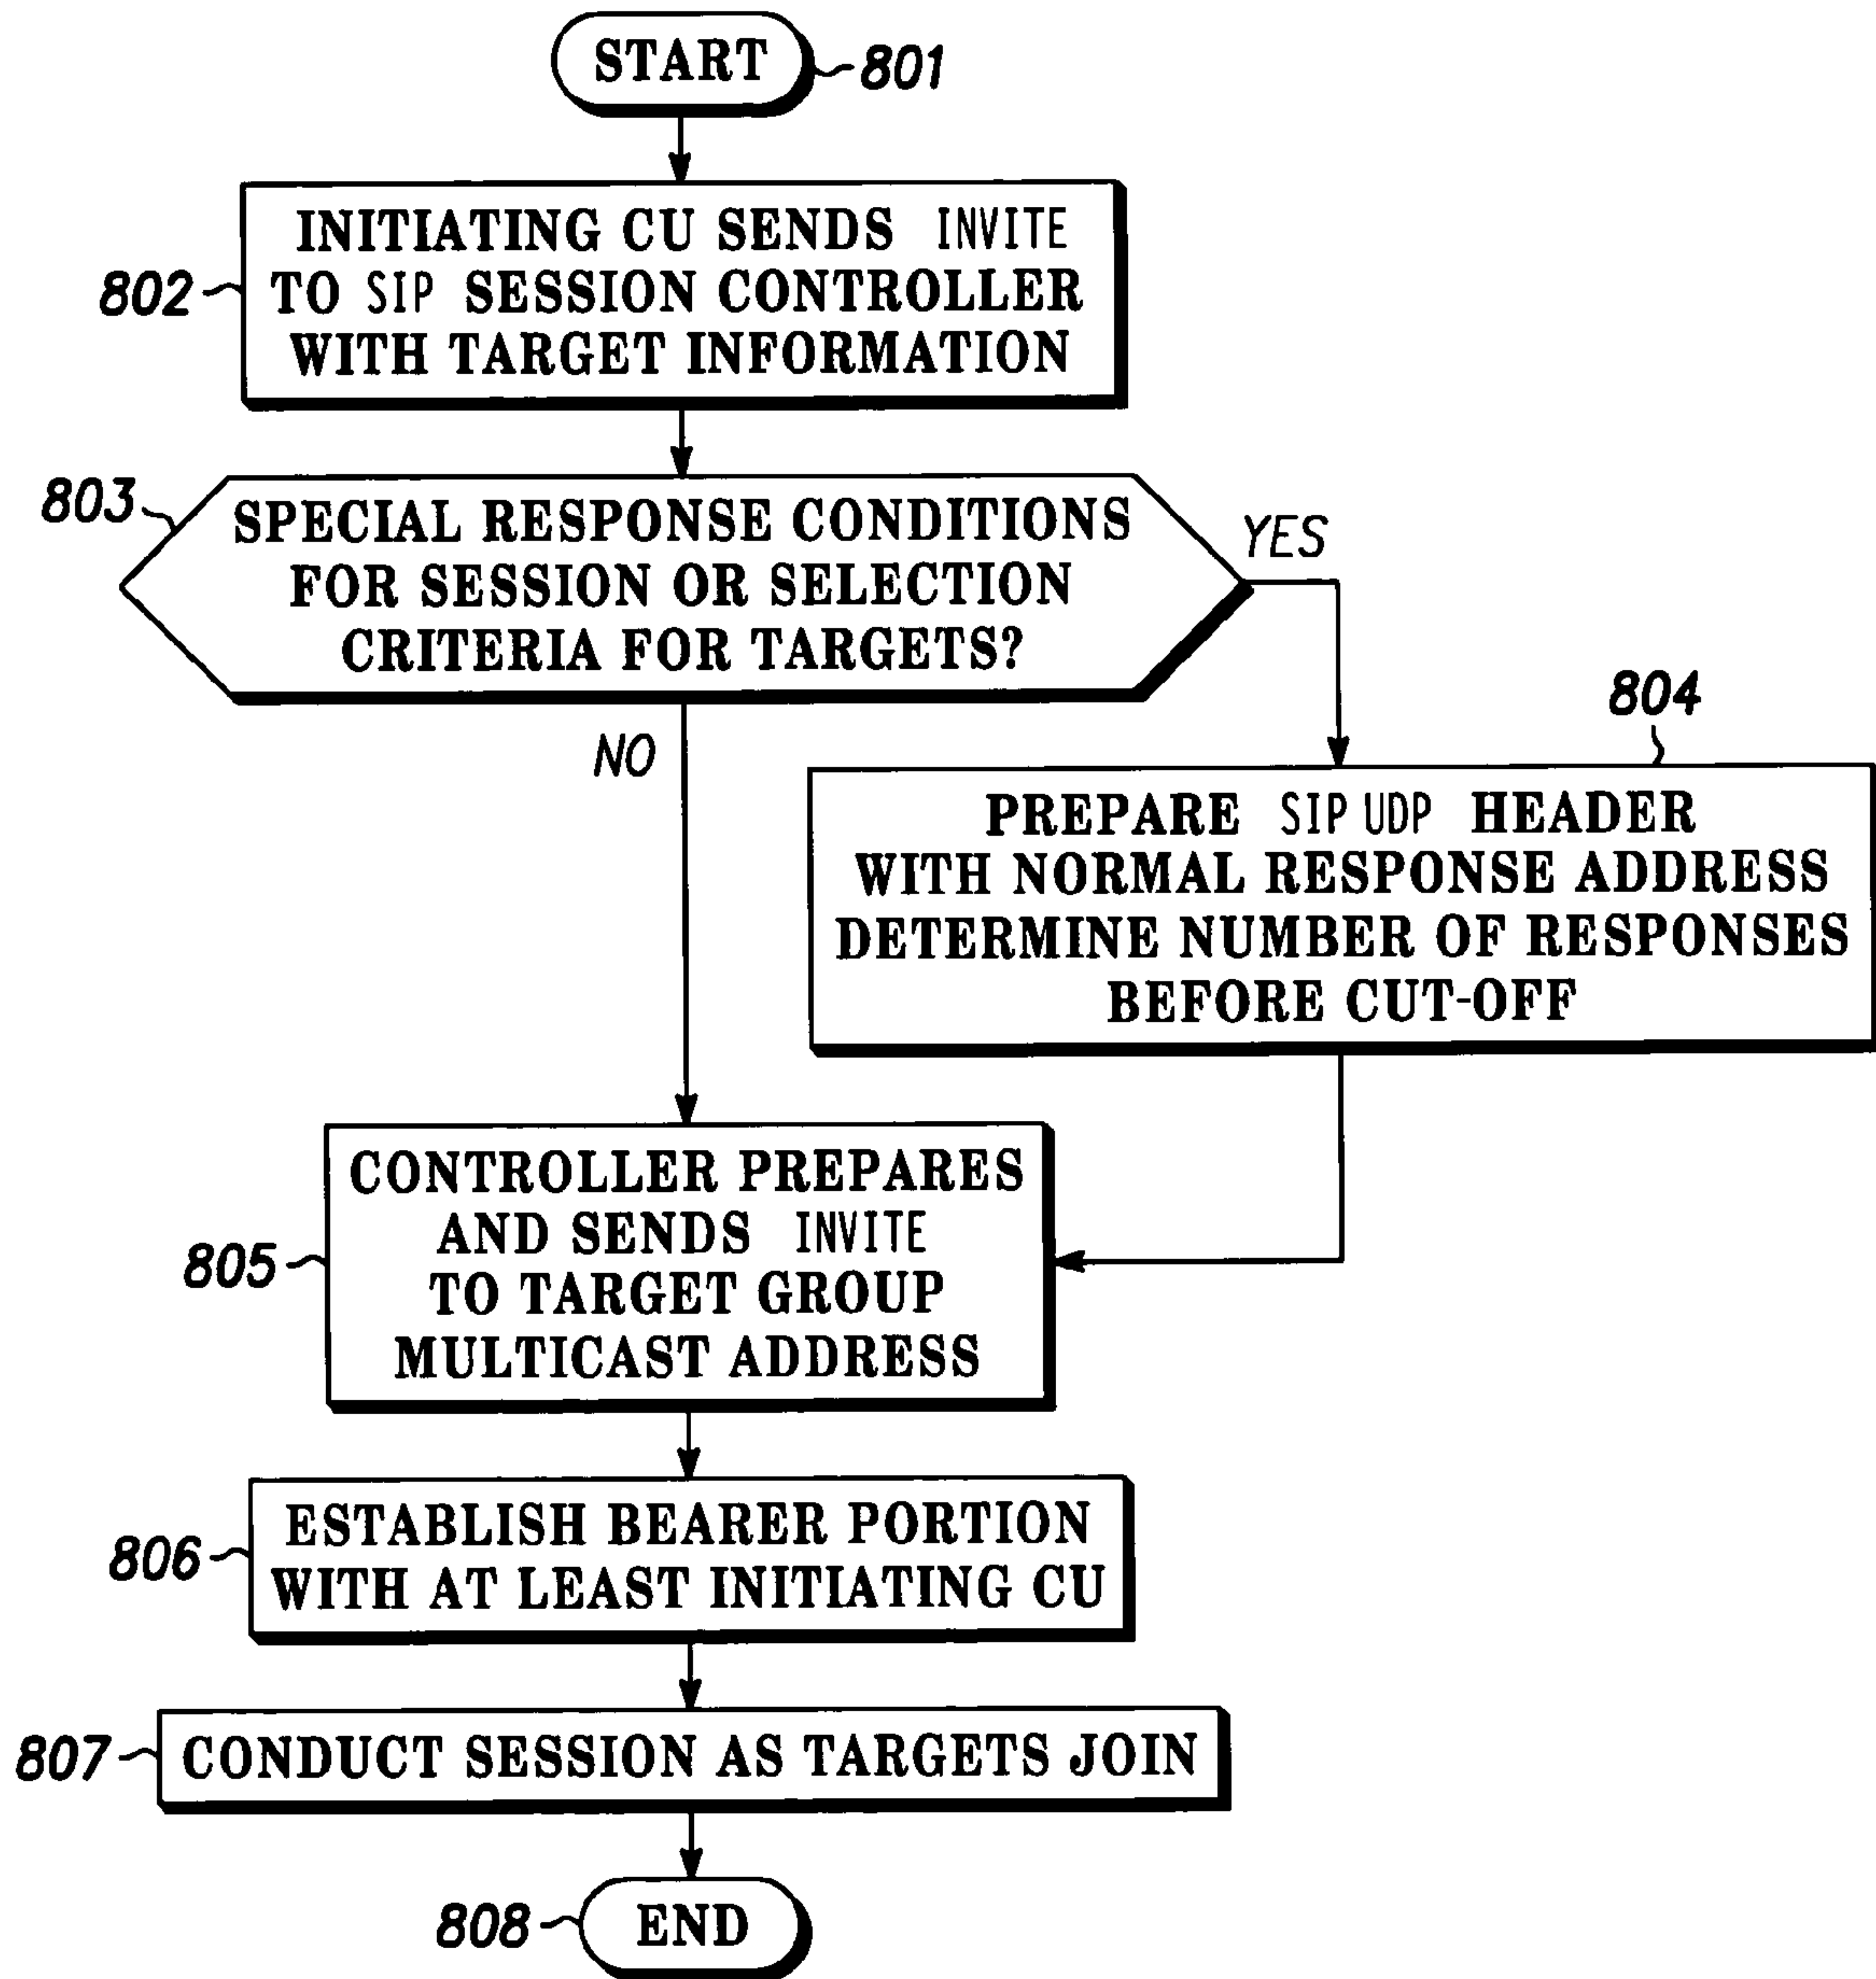 START
801
INITIATING CU SENDS INVITE
TO SIP SESSION CONTROLLER
WITH TARGET INFORMATION
802
803
SPECIAL RESPONSE CONDITIONS
FOR SESSION OR SELECTION
CRITERIA FOR TARGETS?
YES
NO
804
PREPARE SIP UDP HEADER
WITH NORMAL RESPONSE ADDRESS
DETERMINE NUMBER OF RESPONSES
BEFORE CUT-OFF
CONTROLLER PREPARES
AND SENDS INVITE
TO TARGET GROUP
MULTICAST ADDRESS
805
ESTABLISH BEARER PORTION
WITH AT LEAST INITIATING CU
806
807
CONDUCT SESSION AS TARGETS JOIN
808
END